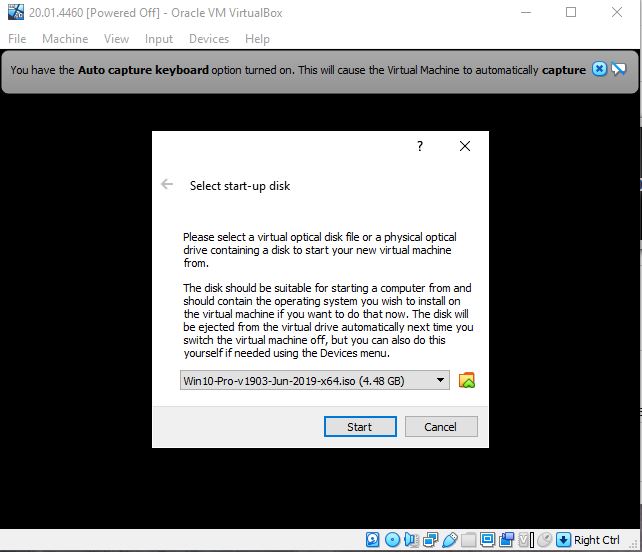 20.01.4460 [Powered Off] - Oracle VM VirtualBox
File Machine View Input Devices Help
You have the Auto capture keyboard option turned on. This will cause the Virtual Machine to automatically capture
?
Select start-up disk
Please select a virtual optical disk file or a physical optical
drive containing a disk to start your new virtual machine
from.
The disk should be suitable for starting a computer from and
should contain the operating system you wish to install on
the virtual machine if you want to do that now. The disk will
be ejected from the virtual drive automatically next time you
switch the virtual machine off, but you can also do this
yourself if needed using the Devices menu.
Win10-Pro-v1903-Jun-2019-x64.iso (4.48 GB)
Start Cancel
Right Ctrl